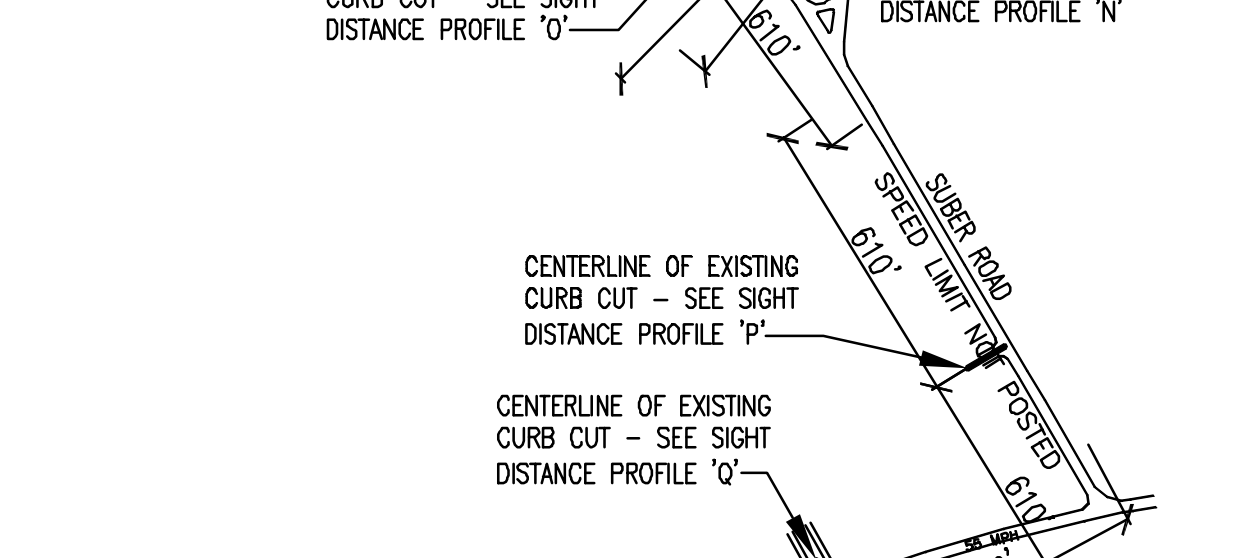 CURB CUT – SEE SIGHT
DISTANCE PROFILE 'O'
DISTANCE PROFILE 'N'
610'
SPEED LIMIT NOT POSTED
SUBER ROAD
610'
CENTERLINE OF EXISTING
CURB CUT – SEE SIGHT
DISTANCE PROFILE 'P'
CENTERLINE OF EXISTING
CURB CUT – SEE SIGHT
DISTANCE PROFILE 'Q'
610'
MPH